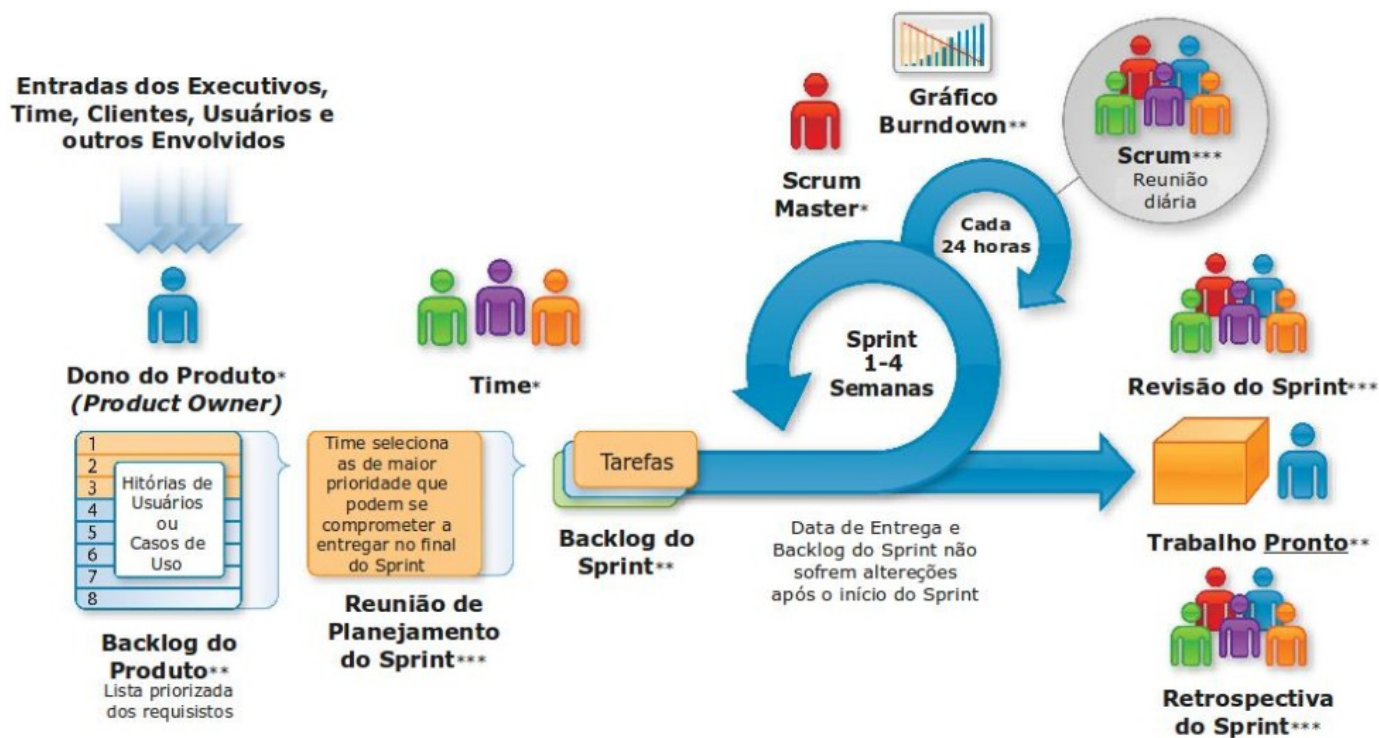 Entradas dos Executivos,
Time, Clientes, Usuários e
outros Envolvidos
Dono do Produto*
(Product Owner)
1
2
3
4
5
6
7
8
Hitórias de
Usuários
ou
Casos de
Uso
Backlog do
Produto**
Lista priorizada
dos requisistos
Time*
Time seleciona
as de maior
prioridade que
podem se
comprometer a
entregar no final
do Sprint
Reunião de
Planejamento
do Sprint***
Tarefas
Backlog do
Sprint**
Scrum
Master*
Gráfico
Burndown**
Cada
24 horas
Scrum***
Reunião
diária
Sprint
1-4
Semanas
Data de Entrega e
Backlog do Sprint não
sofrem altereções
após o início do Sprint
Revisão do Sprint***
Trabalho Pronto**
Retrospectiva
do Sprint***